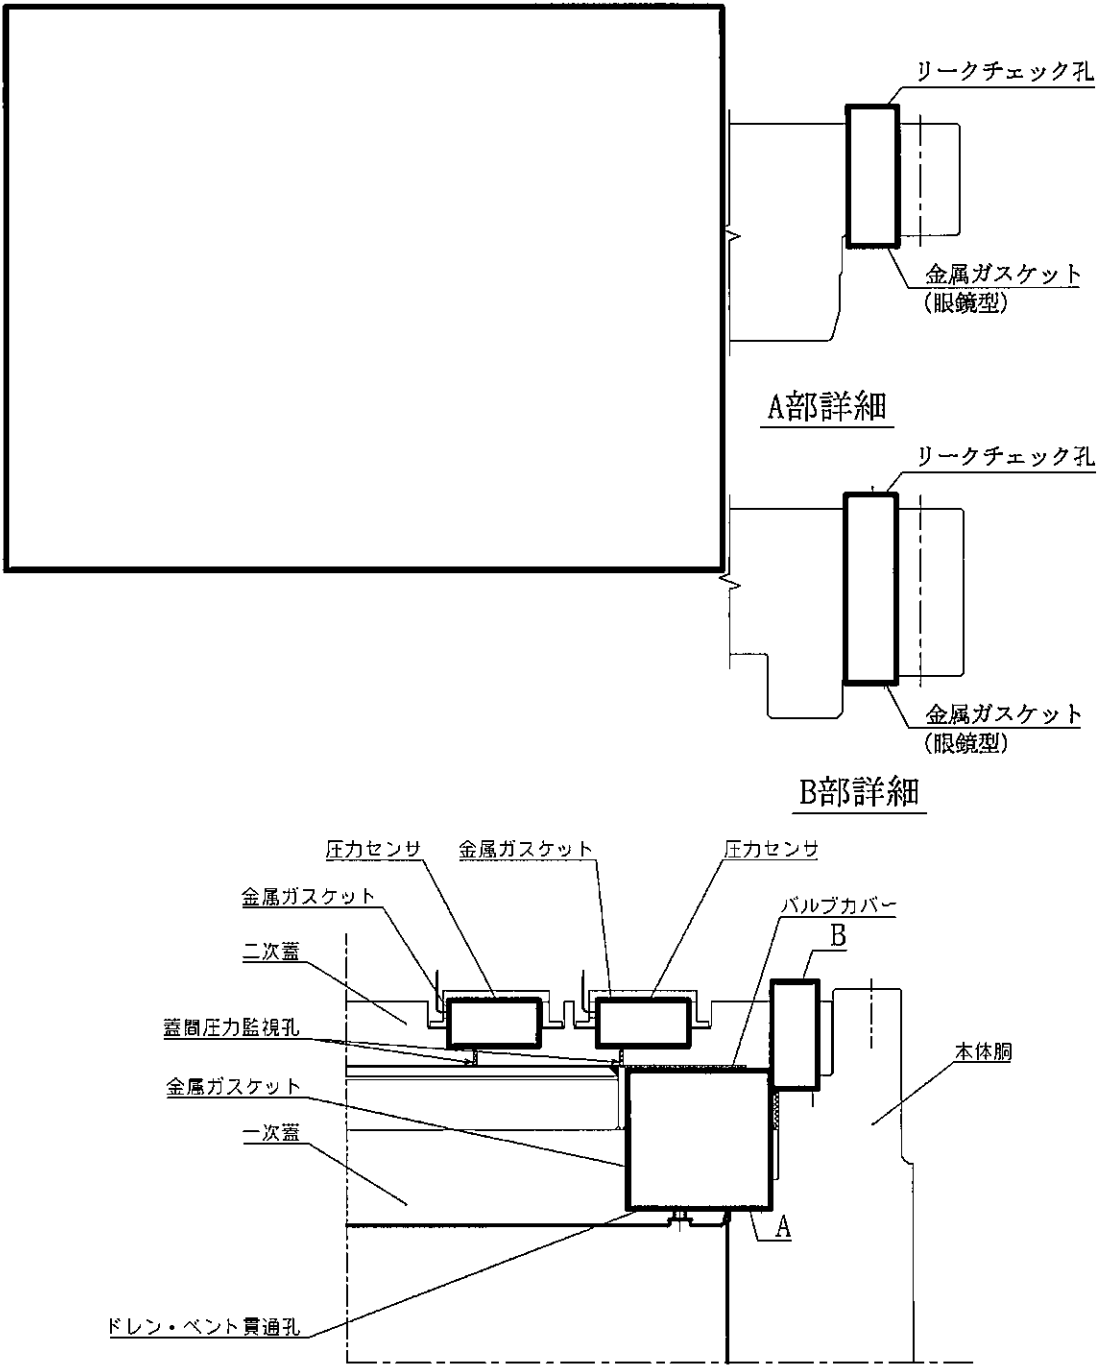 リークチェック孔
金属ガスケット
(眼鏡型)
A部詳細
リークチェック孔
金属ガスケット
(眼鏡型)
B部詳細
圧力センサ
金属ガスケット
圧力センサ
金属ガスケット
バルブカバー
B
二次蓋
蓋間圧力監視孔
本体胴
金属ガスケット
一次蓋
A
ドレン・ベント貫通孔